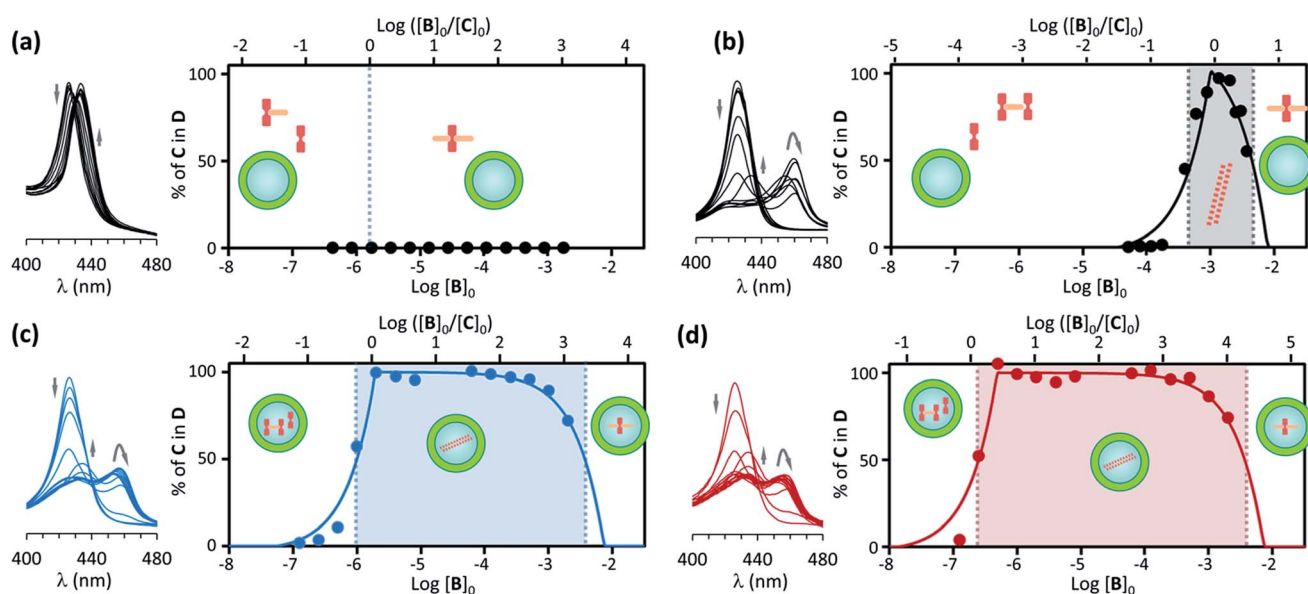 (a)
Log ([B]₀/[C]₀)
-2 -1 0 1 2 3 4
% of C in D
100
50
0
400 440 480
λ (nm)
-8 -7 -6 -5 -4 -3 -2
Log [B]₀
(b)
Log ([B]₀/[C]₀)
-5 -4 -3 -2 -1 0 1
% of C in D
100
50
0
400 440 480
λ (nm)
-8 -7 -6 -5 -4 -3 -2
Log [B]₀
(c)
Log ([B]₀/[C]₀)
-2 -1 0 1 2 3 4
% of C in D
100
50
0
400 440 480
λ (nm)
-8 -7 -6 -5 -4 -3 -2
Log [B]₀
(d)
Log ([B]₀/[C]₀)
-1 0 1 2 3 4 5
% of C in D
100
50
0
400 440 480
λ (nm)
-8 -7 -6 -5 -4 -3 -2
Log [B]₀